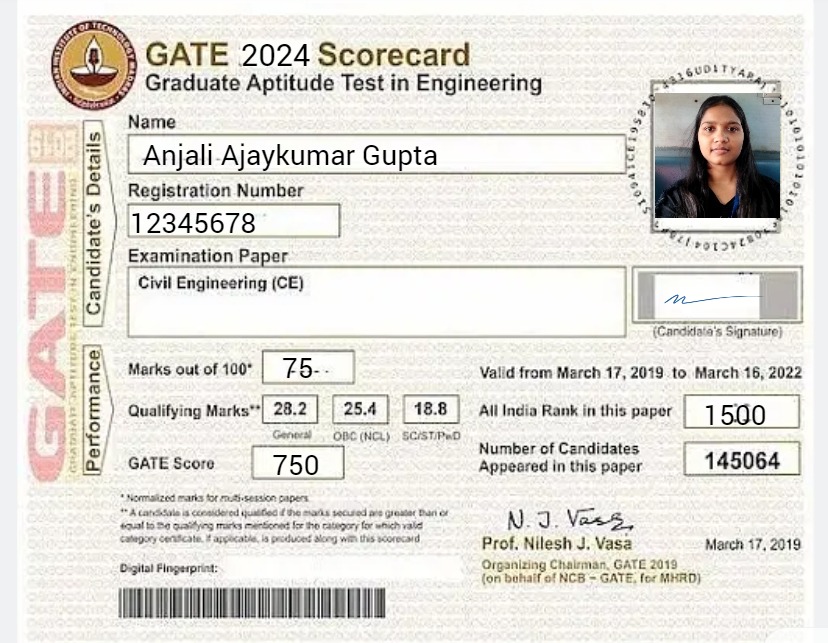 GATE 2024 Scorecard
Graduate Aptitude Test in Engineering
Name
Anjali Ajaykumar Gupta
Registration Number
12345678
Examination Paper
Civil Engineering (CE)
(Candidate's Signature)
GATE
Candidate's Details
Performance
Marks out of 100*
75
Valid from March 17, 2019 to March 16, 2022
Qualifying Marks**
28.2 25.4 18.8
General OBC (NCL) SC/ST/PwD
All India Rank in this paper
1500
GATE Score
750
Number of Candidates
Appeared in this paper
145064
* Normalized marks for multi-session papers
** A candidate is considered qualified if the marks secured are greater than or
equal to the qualifying marks mentioned for the category for which valid
category certificate, if applicable, is produced along with this scorecard
N. J. Vasa
Prof. Nilesh J. Vasa
March 17, 2019
Organizing Chairman, GATE 2019
(on behalf of NCB - GATE, for MHRD)
Digital Fingerprint: